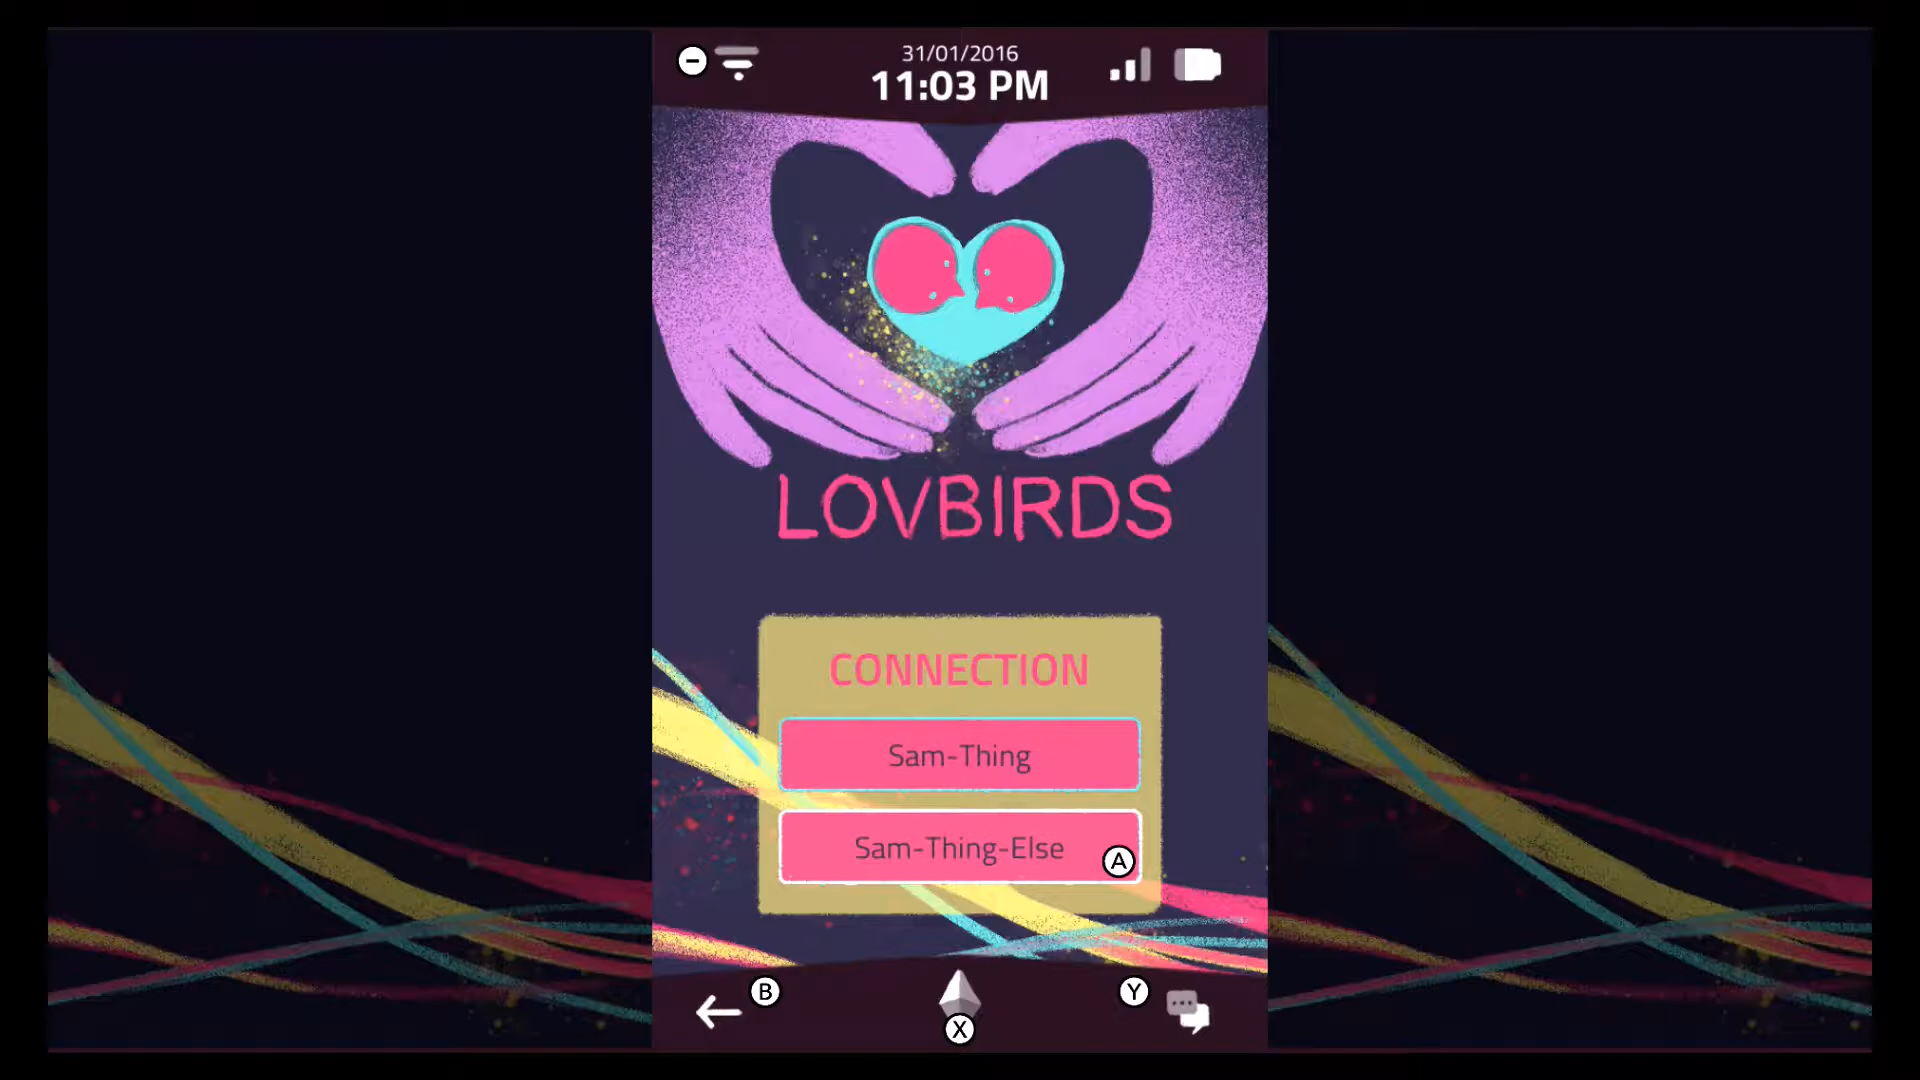 31/01/2016
11:03 PM
LOVBIRDS
CONNECTION
Sam-Thing
Sam-Thing-Else
A
B
Y
X